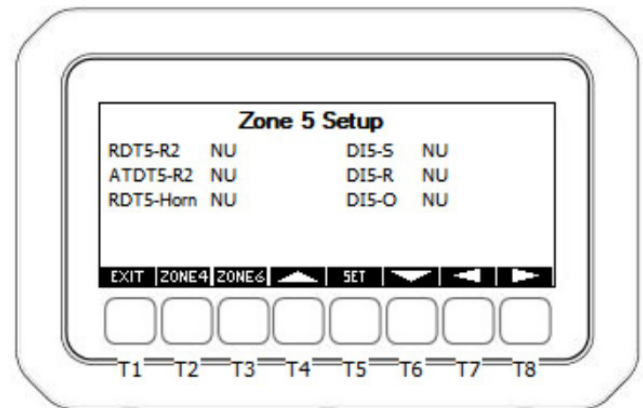 Zone 5 Setup
RDT5-R2 NU DI5-S NU
ATDT5-R2 NU DI5-R NU
RDT5-Horn NU DI5-O NU
EXIT ZONE4 ZONE6 SET
T1 T2 T3 T4 T5 T6 T7 T8